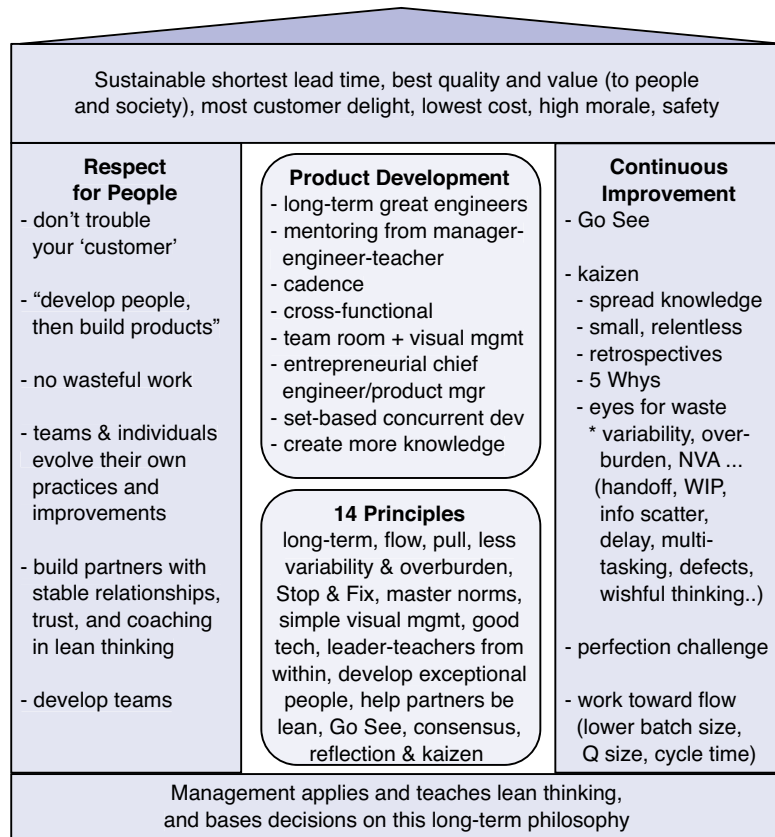 Sustainable shortest lead time, best quality and value (to people
and society), most customer delight, lowest cost, high morale, safety
Respect
for People
- don't trouble
your 'customer'
- "develop people,
then build products"
- no wasteful work
- teams & individuals
evolve their own
practices and
improvements
- build partners with
stable relationships,
trust, and coaching
in lean thinking
- develop teams
Product Development
- long-term great engineers
- mentoring from manager-
engineer-teacher
- cadence
- cross-functional
- team room + visual mgmt
- entrepreneurial chief
engineer/product mgr
- set-based concurrent dev
- create more knowledge
14 Principles
long-term, flow, pull, less
variability & overburden,
Stop & Fix, master norms,
simple visual mgmt, good
tech, leader-teachers from
within, develop exceptional
people, help partners be
lean, Go See, consensus,
reflection & kaizen
Continuous
Improvement
- Go See
- kaizen
- spread knowledge
- small, relentless
- retrospectives
- 5 Whys
- eyes for waste
* variability, over-
burden, NVA ...
(handoff, WIP,
info scatter,
delay, multi-
tasking, defects,
wishful thinking..)
- perfection challenge
- work toward flow
(lower batch size,
Q size, cycle time)
Management applies and teaches lean thinking,
and bases decisions on this long-term philosophy